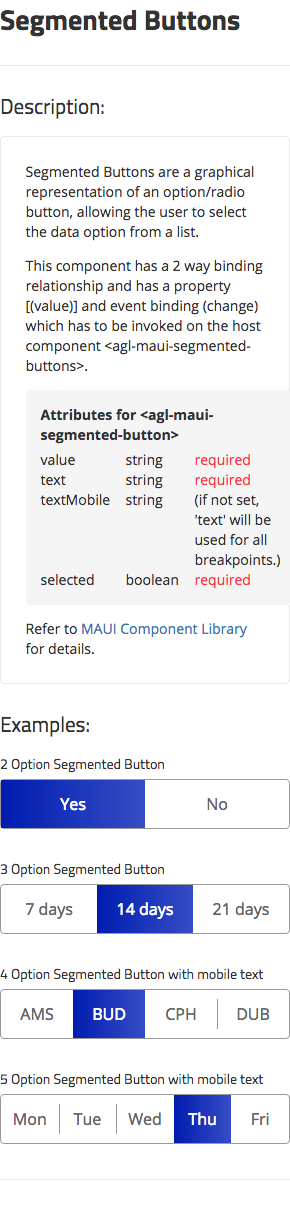 Segmented Buttons
Description:
Segmented Buttons are a graphical
representation of an option/radio
button, allowing the user to select
the data option from a list.
This component has a 2 way binding
relationship and has a property
[(value)] and event binding (change)
which has to be invoked on the host
component <agl-maui-segmented-
buttons>.
Attributes for <agl-maui-
segmented-button>
value string required
text string required
textMobile string (if not set,
'text' will be
used for all
breakpoints.)
selected boolean required
Refer to MAUI Component Library
for details.
Examples:
2 Option Segmented Button
Yes No
3 Option Segmented Button
7 days 14 days 21 days
4 Option Segmented Button with mobile text
AMS BUD CPH DUB
5 Option Segmented Button with mobile text
Mon Tue Wed Thu Fri